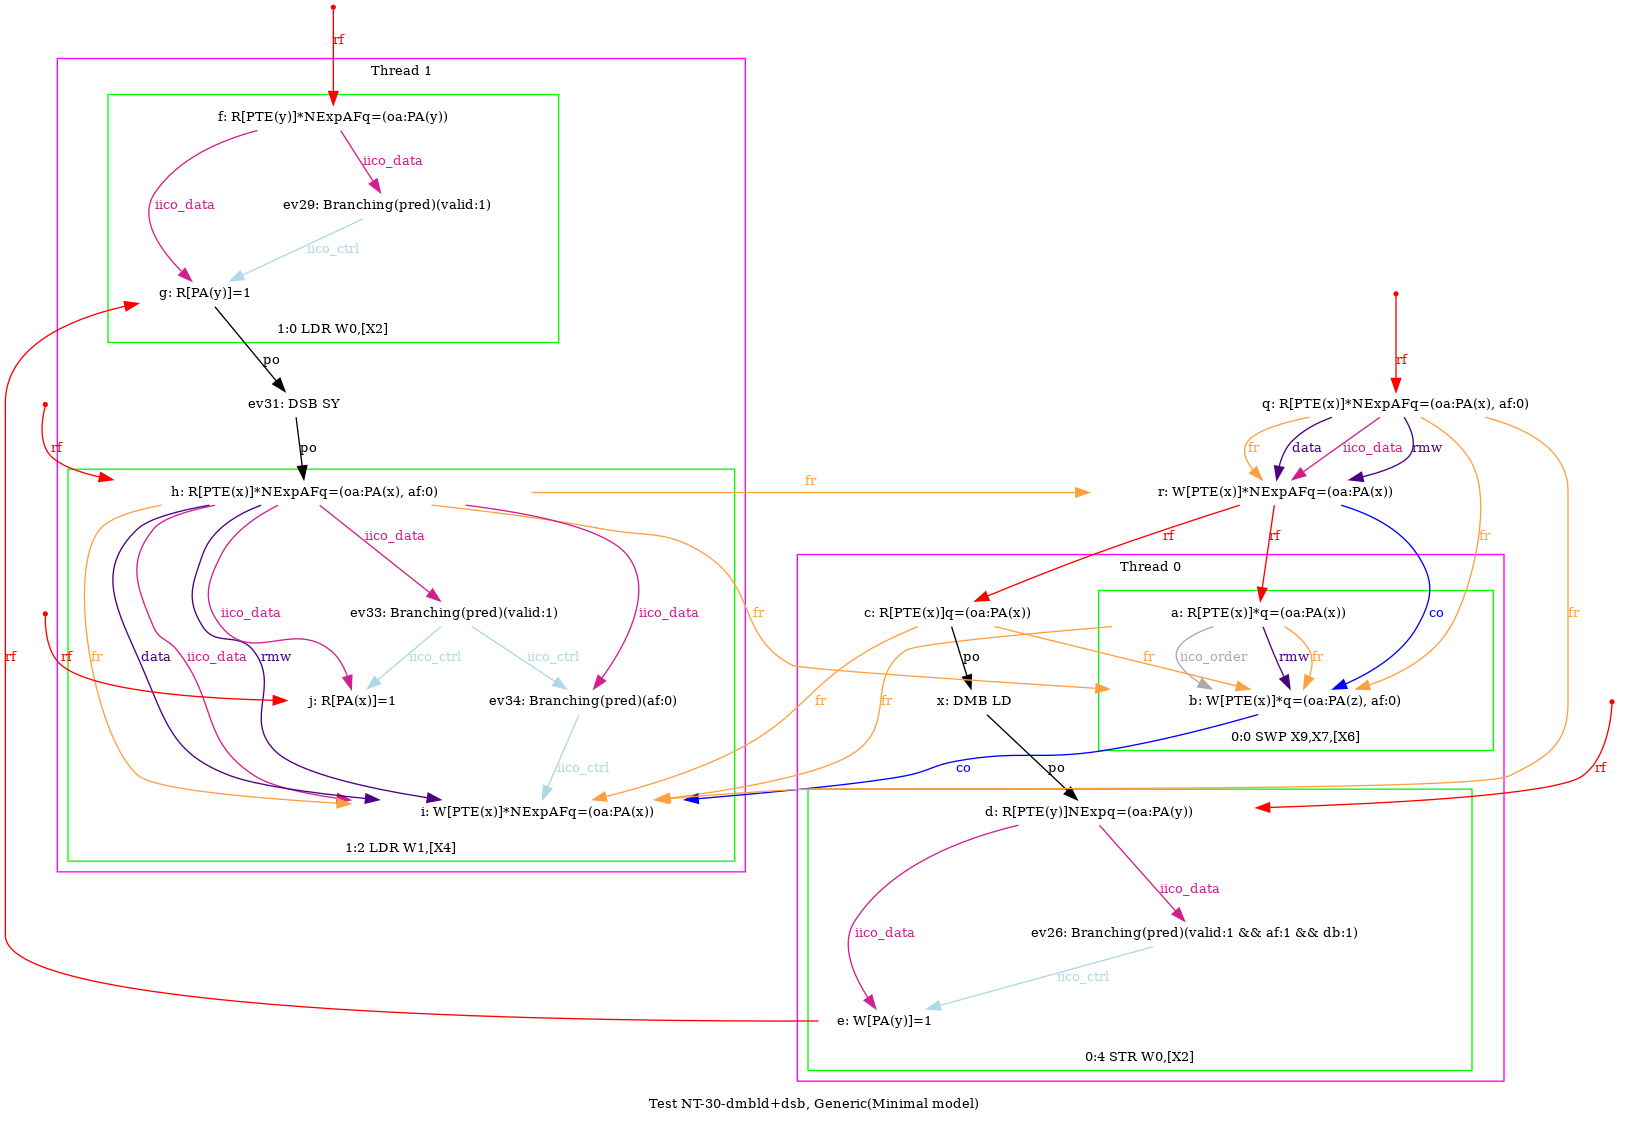 rf
Thread 1
f: R[PTE(y)]*NExpAFq=(oa:PA(y))
iico_data
ev29: Branching(pred)(valid:1)
iico_data
iico_ctrl
g: R[PA(y)]=1
1:0 LDR W0,[X2]
po
rf
ev31: DSB SY
q: R[PTE(x)]*NExpAFq=(oa:PA(x), af:0)
rf
po
fr
data
iico_data
rmw
h: R[PTE(x)]*NExpAFq=(oa:PA(x), af:0)
fr
r: W[PTE(x)]*NExpAFq=(oa:PA(x))
iico_data
rf
rf
fr
Thread 0
iico_data
ev33: Branching(pred)(valid:1)
iico_data
fr
c: R[PTE(x)]q=(oa:PA(x))
a: R[PTE(x)]*q=(oa:PA(x))
co
fr
rf
rf
fr
data
iico_data
rmw
iico_ctrl
iico_ctrl
po
fr
iico_order
rmw
fr
j: R[PA(x)]=1
ev34: Branching(pred)(af:0)
fr
fr
x: DMB LD
b: W[PTE(x)]*q=(oa:PA(z), af:0)
0:0 SWP X9,X7,[X6]
iico_ctrl
co
po
rf
i: W[PTE(x)]*NExpAFq=(oa:PA(x))
d: R[PTE(y)]NExpq=(oa:PA(y))
1:2 LDR W1,[X4]
iico_data
iico_data
ev26: Branching(pred)(valid:1 && af:1 && db:1)
iico_ctrl
e: W[PA(y)]=1
0:4 STR W0,[X2]
Test NT-30-dmbld+dsb, Generic(Minimal model)